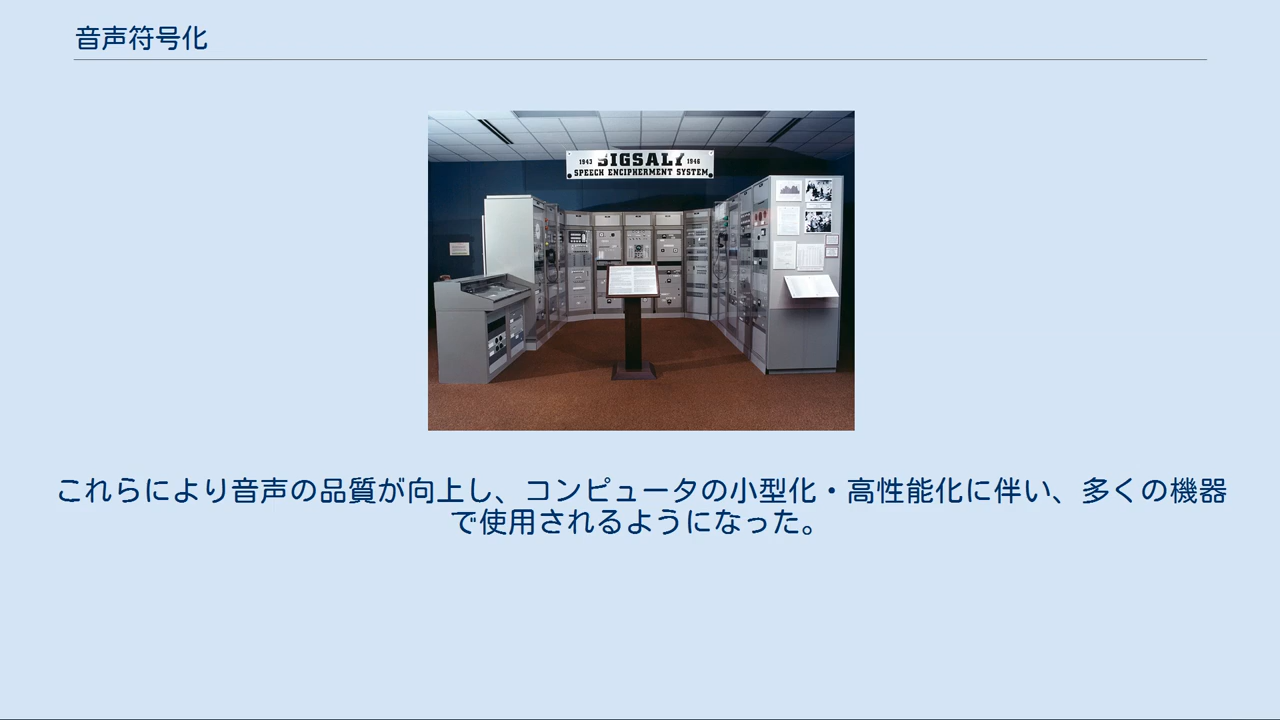 音声符号化
1943 SIGSALY 1946
SPEECH ENCIPHERMENT SYSTEM
これらにより音声の品質が向上し、コンピュータの小型化・高性能化に伴い、多くの機器
で使用されるようになった。